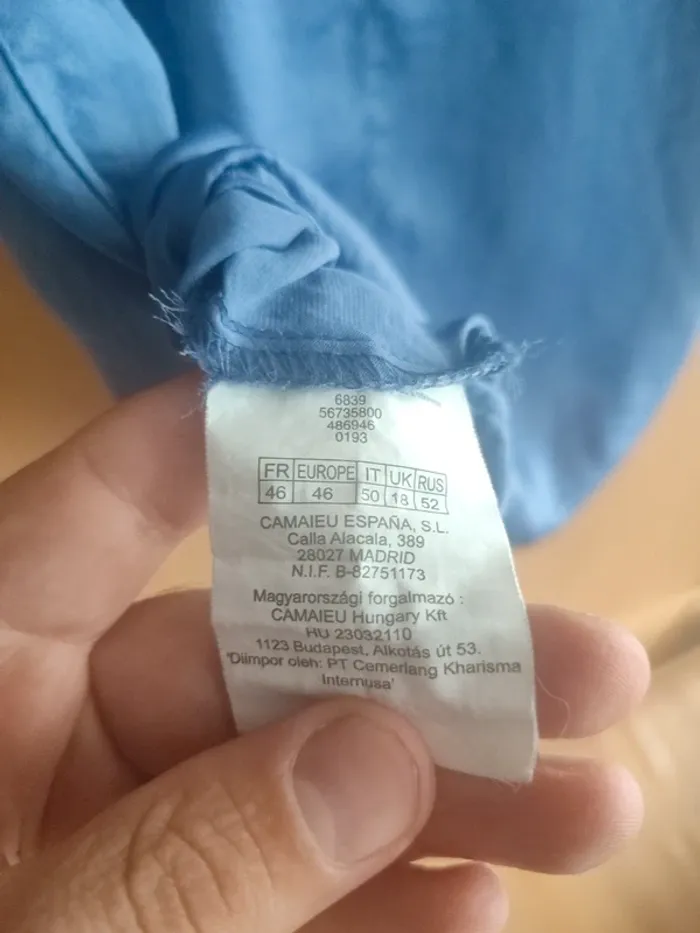 6839
56735800
486946
0193
FR EUROPE IT UK RUS
46 46 50 18 52
CAMAIEU ESPAÑA, S.L.
Calla Alacala, 389
28027 MADRID
N.I.F. B-82751173
Magyarországi forgalmazó :
CAMAIEU Hungary Kft
HU 23032110
1123 Budapest, Alkotás út 53.
'Diimpor oleh: PT Cemerlang Kharisma
Internusa'